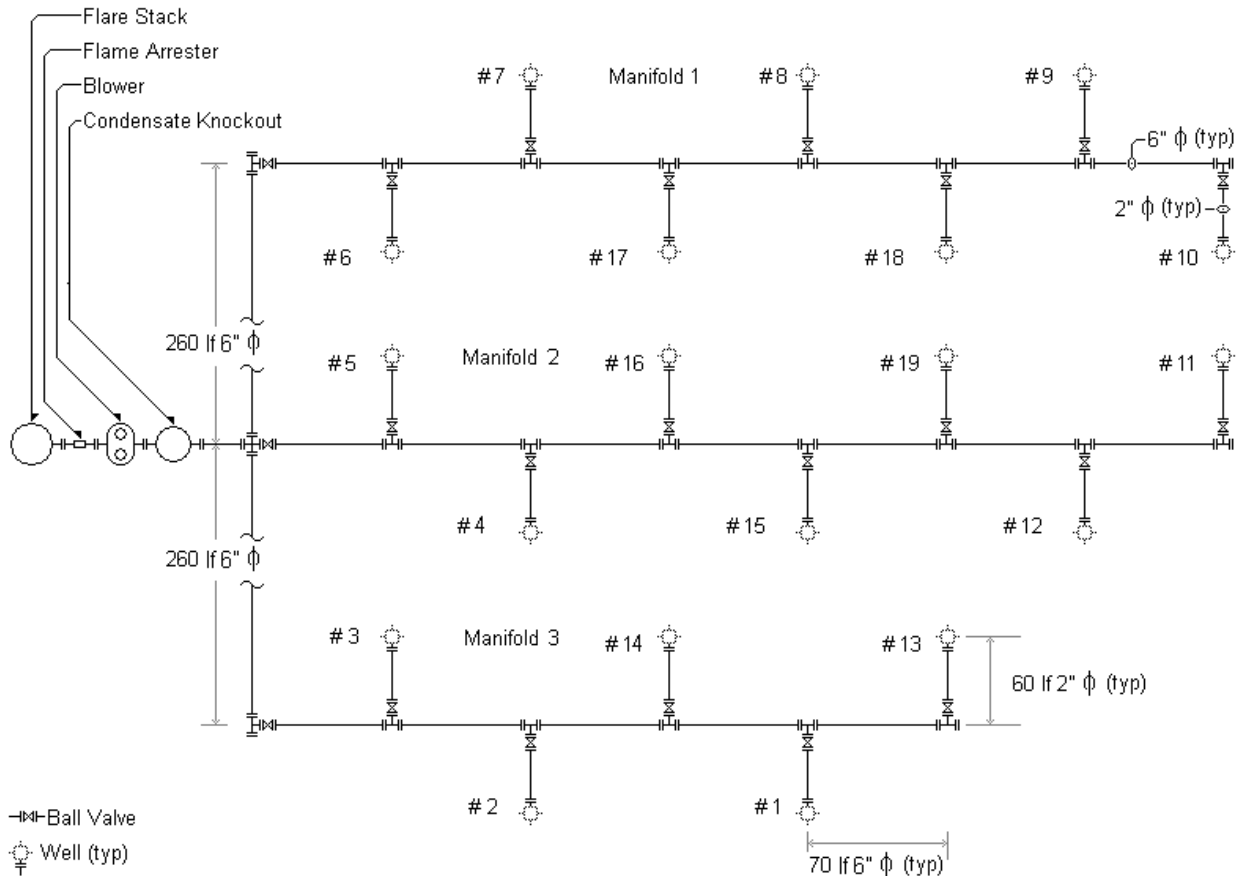 Flare Stack
Flame Arrester
Blower
Condensate Knockout
#7
Manifold 1
#8
#9
6" ϕ (typ)
2" ϕ (typ)
#6
#17
#18
#10
260 lf 6" ϕ
#5
Manifold 2
#16
#19
#11
#4
#15
#12
260 lf 6" ϕ
#3
Manifold 3
#14
#13
60 lf 2" ϕ (typ)
#2
#1
Ball Valve
Well (typ)
70 lf 6" ϕ (typ)